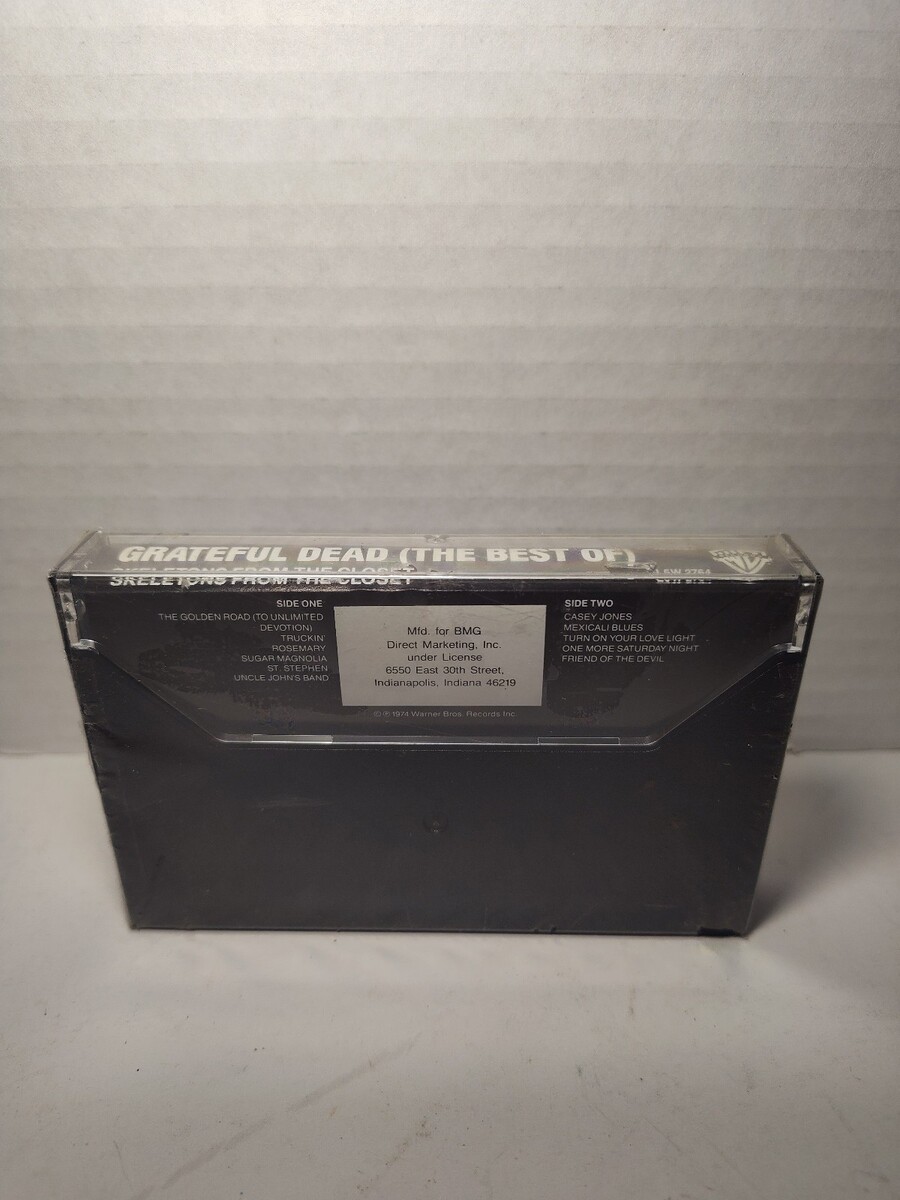 GRATEFUL DEAD (THE BEST OF)
SKELETONS FROM THE CLOSET
SIDE ONE
THE GOLDEN ROAD (TO UNLIMITED
DEVOTION)
TRUCKIN'
ROSEMARY
SUGAR MAGNOLIA
ST. STEPHEN
UNCLE JOHN'S BAND
Mfd. for BMG
Direct Marketing, Inc.
under License
6550 East 30th Street,
Indianapolis, Indiana 46219
SIDE TWO
CASEY JONES
MEXICALI BLUES
TURN ON YOUR LOVE LIGHT
ONE MORE SATURDAY NIGHT
FRIEND OF THE DEVIL
© ℗ 1974 Warner Bros. Records Inc.